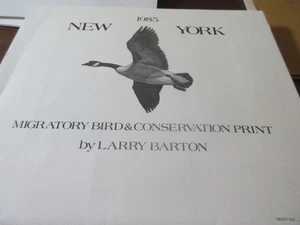 1985
NEW YORK
MIGRATORY BIRD & CONSERVATION PRINT
by LARRY BARTON